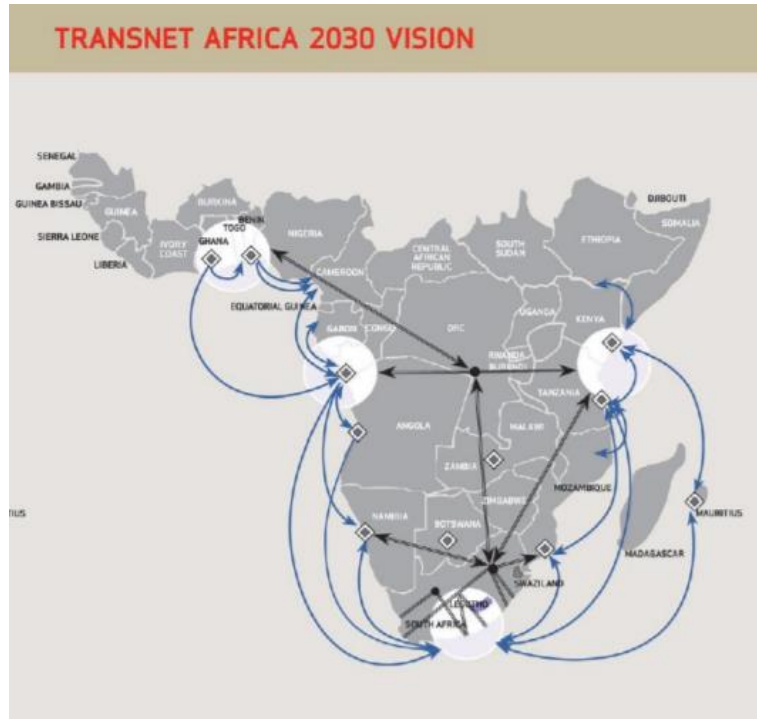 TRANSNET AFRICA 2030 VISION
SENEGAL
GAMBIA
GUINEA BISSAU
GUINEA
SIERRA LEONE
LIBERIA
IVORY
COAST
BURKINA
GHANA
TOGO
BENIN
NIGERIA
CAMEROON
EQUATORIAL GUINEA
CENTRAL
AFRICAN
REPUBLIC
SOUTH
SUDAN
ETHIOPIA
DJIBOUTI
SOMALIA
GABON
CONGO
DRC
UGANDA
KENYA
RWANDA
BURUNDI
TANZANIA
ANGOLA
MALAWI
ZAMBIA
MOZAMBIQUE
ZIMBABWE
NAMIBIA
BOTSWANA
MADAGASCAR
MAURITIUS
TIUS
SWAZILAND
LESOTHO
SOUTH AFRICA